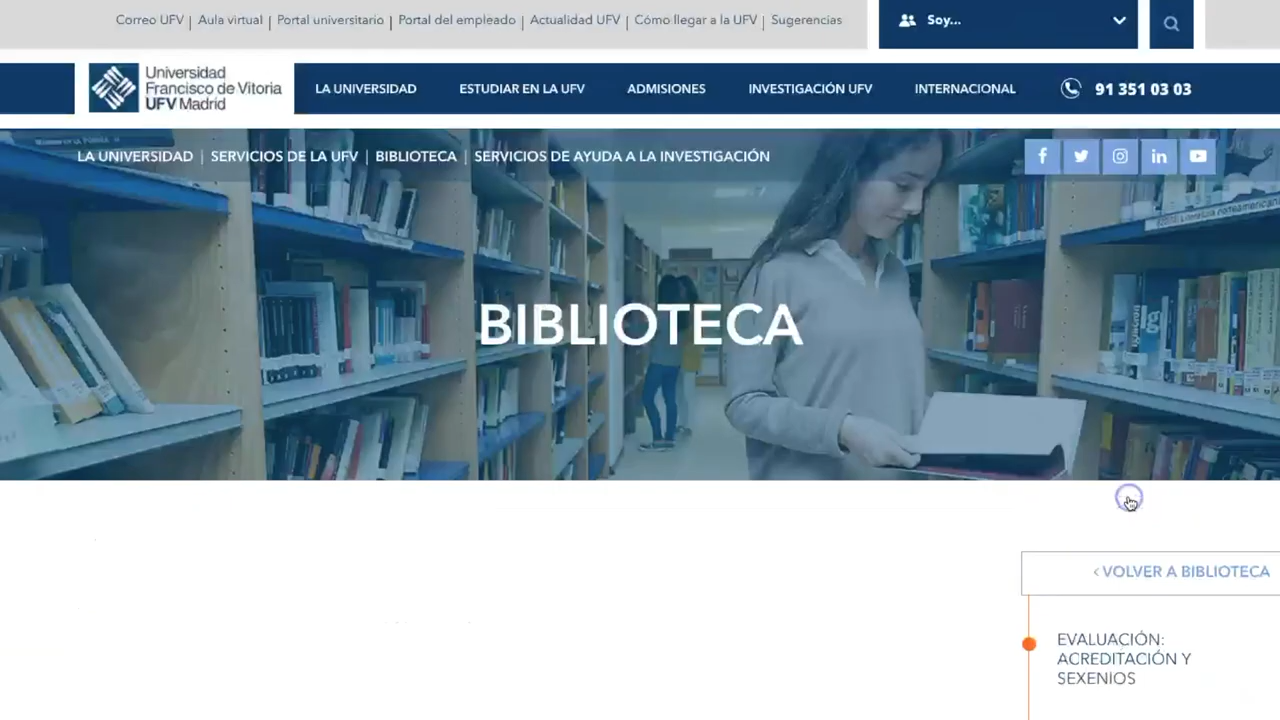 Correo UFV | Aula virtual | Portal universitario | Portal del empleado | Actualidad UFV | Cómo llegar a la UFV | Sugerencias
Soy...
Universidad
Francisco de Vitoria
UFV Madrid
LA UNIVERSIDAD ESTUDIAR EN LA UFV ADMISIONES INVESTIGACIÓN UFV INTERNACIONAL 91 351 03 03
LA UNIVERSIDAD | SERVICIOS DE LA UFV | BIBLIOTECA | SERVICIOS DE AYUDA A LA INVESTIGACIÓN
BIBLIOTECA
‹ VOLVER A BIBLIOTECA
EVALUACIÓN:
ACREDITACIÓN Y
SEXENIOS